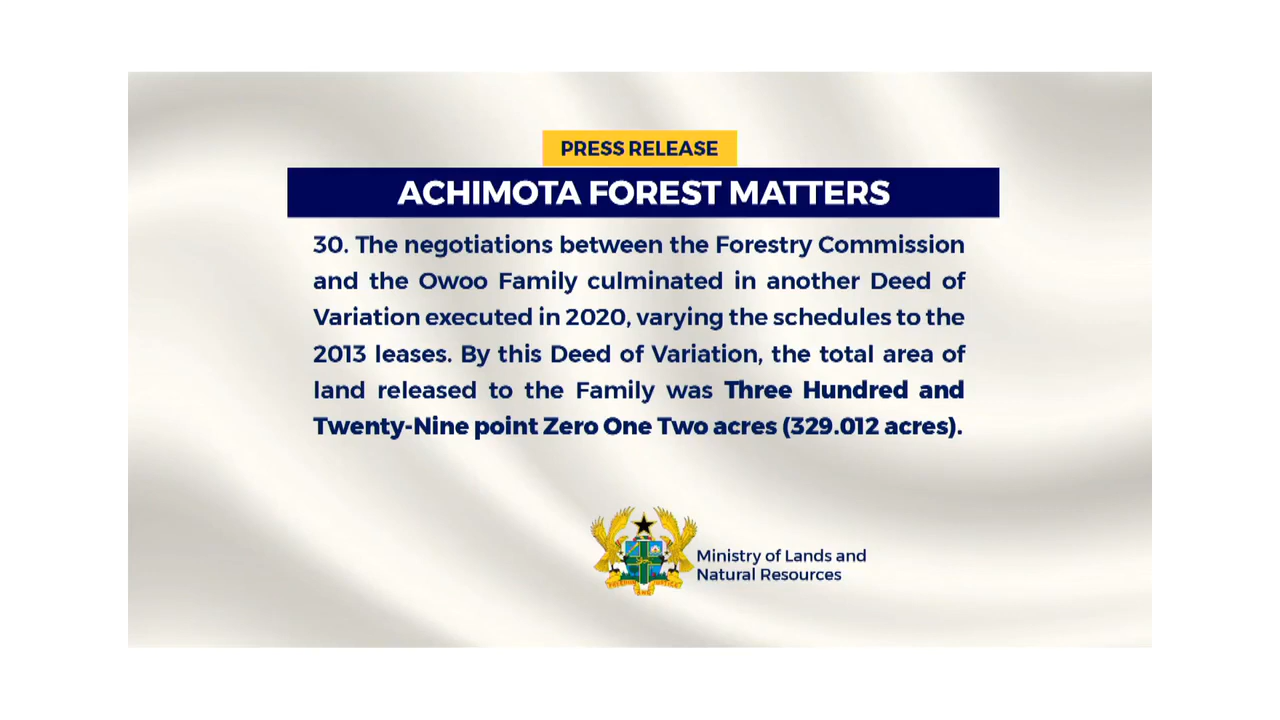 PRESS RELEASE
ACHIMOTA FOREST MATTERS
30. The negotiations between the Forestry Commission
and the Owoo Family culminated in another Deed of
Variation executed in 2020, varying the schedules to the
2013 leases. By this Deed of Variation, the total area of
land released to the Family was Three Hundred and
Twenty-Nine point Zero One Two acres (329.012 acres).
Ministry of Lands and
Natural Resources